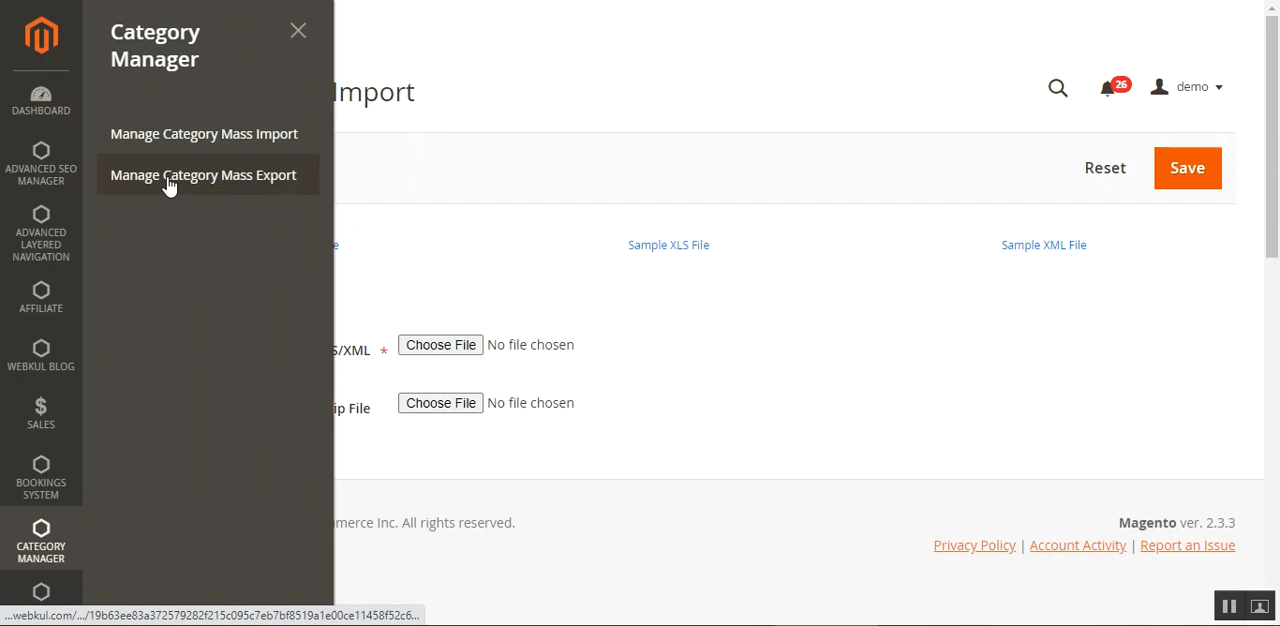 Category
Manager
Manage Category Mass Import
Manage Category Mass Export
DASHBOARD
ADVANCED SEO
MANAGER
ADVANCED
LAYERED
NAVIGATION
AFFILIATE
WEBKUL BLOG
$
SALES
BOOKINGS
SYSTEM
CATEGORY
MANAGER
Import
26
demo
Reset
Save
e
Sample XLS File
Sample XML File
S/XML *
Choose File No file chosen
ip File
Choose File No file chosen
merce Inc. All rights reserved.
Magento ver. 2.3.3
Privacy Policy | Account Activity | Report an Issue
...webkul.com/.../19b63ee83a372579282f215c095c7eb7bf8519a1e00ce11458f52c6...